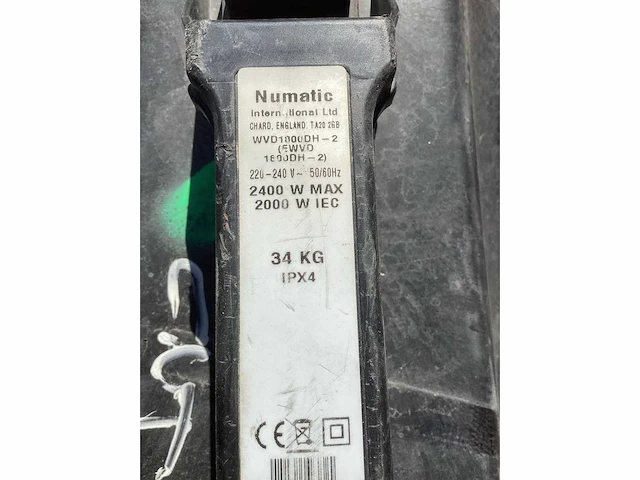 Numatic
International Ltd
CHARD, ENGLAND, TA20 2GB
WVD1800DH-2
(EWVD
1800DH-2)
220-240 V~ 50/60Hz
2400 W MAX
2000 W IEC
34 KG
IPX4
CE